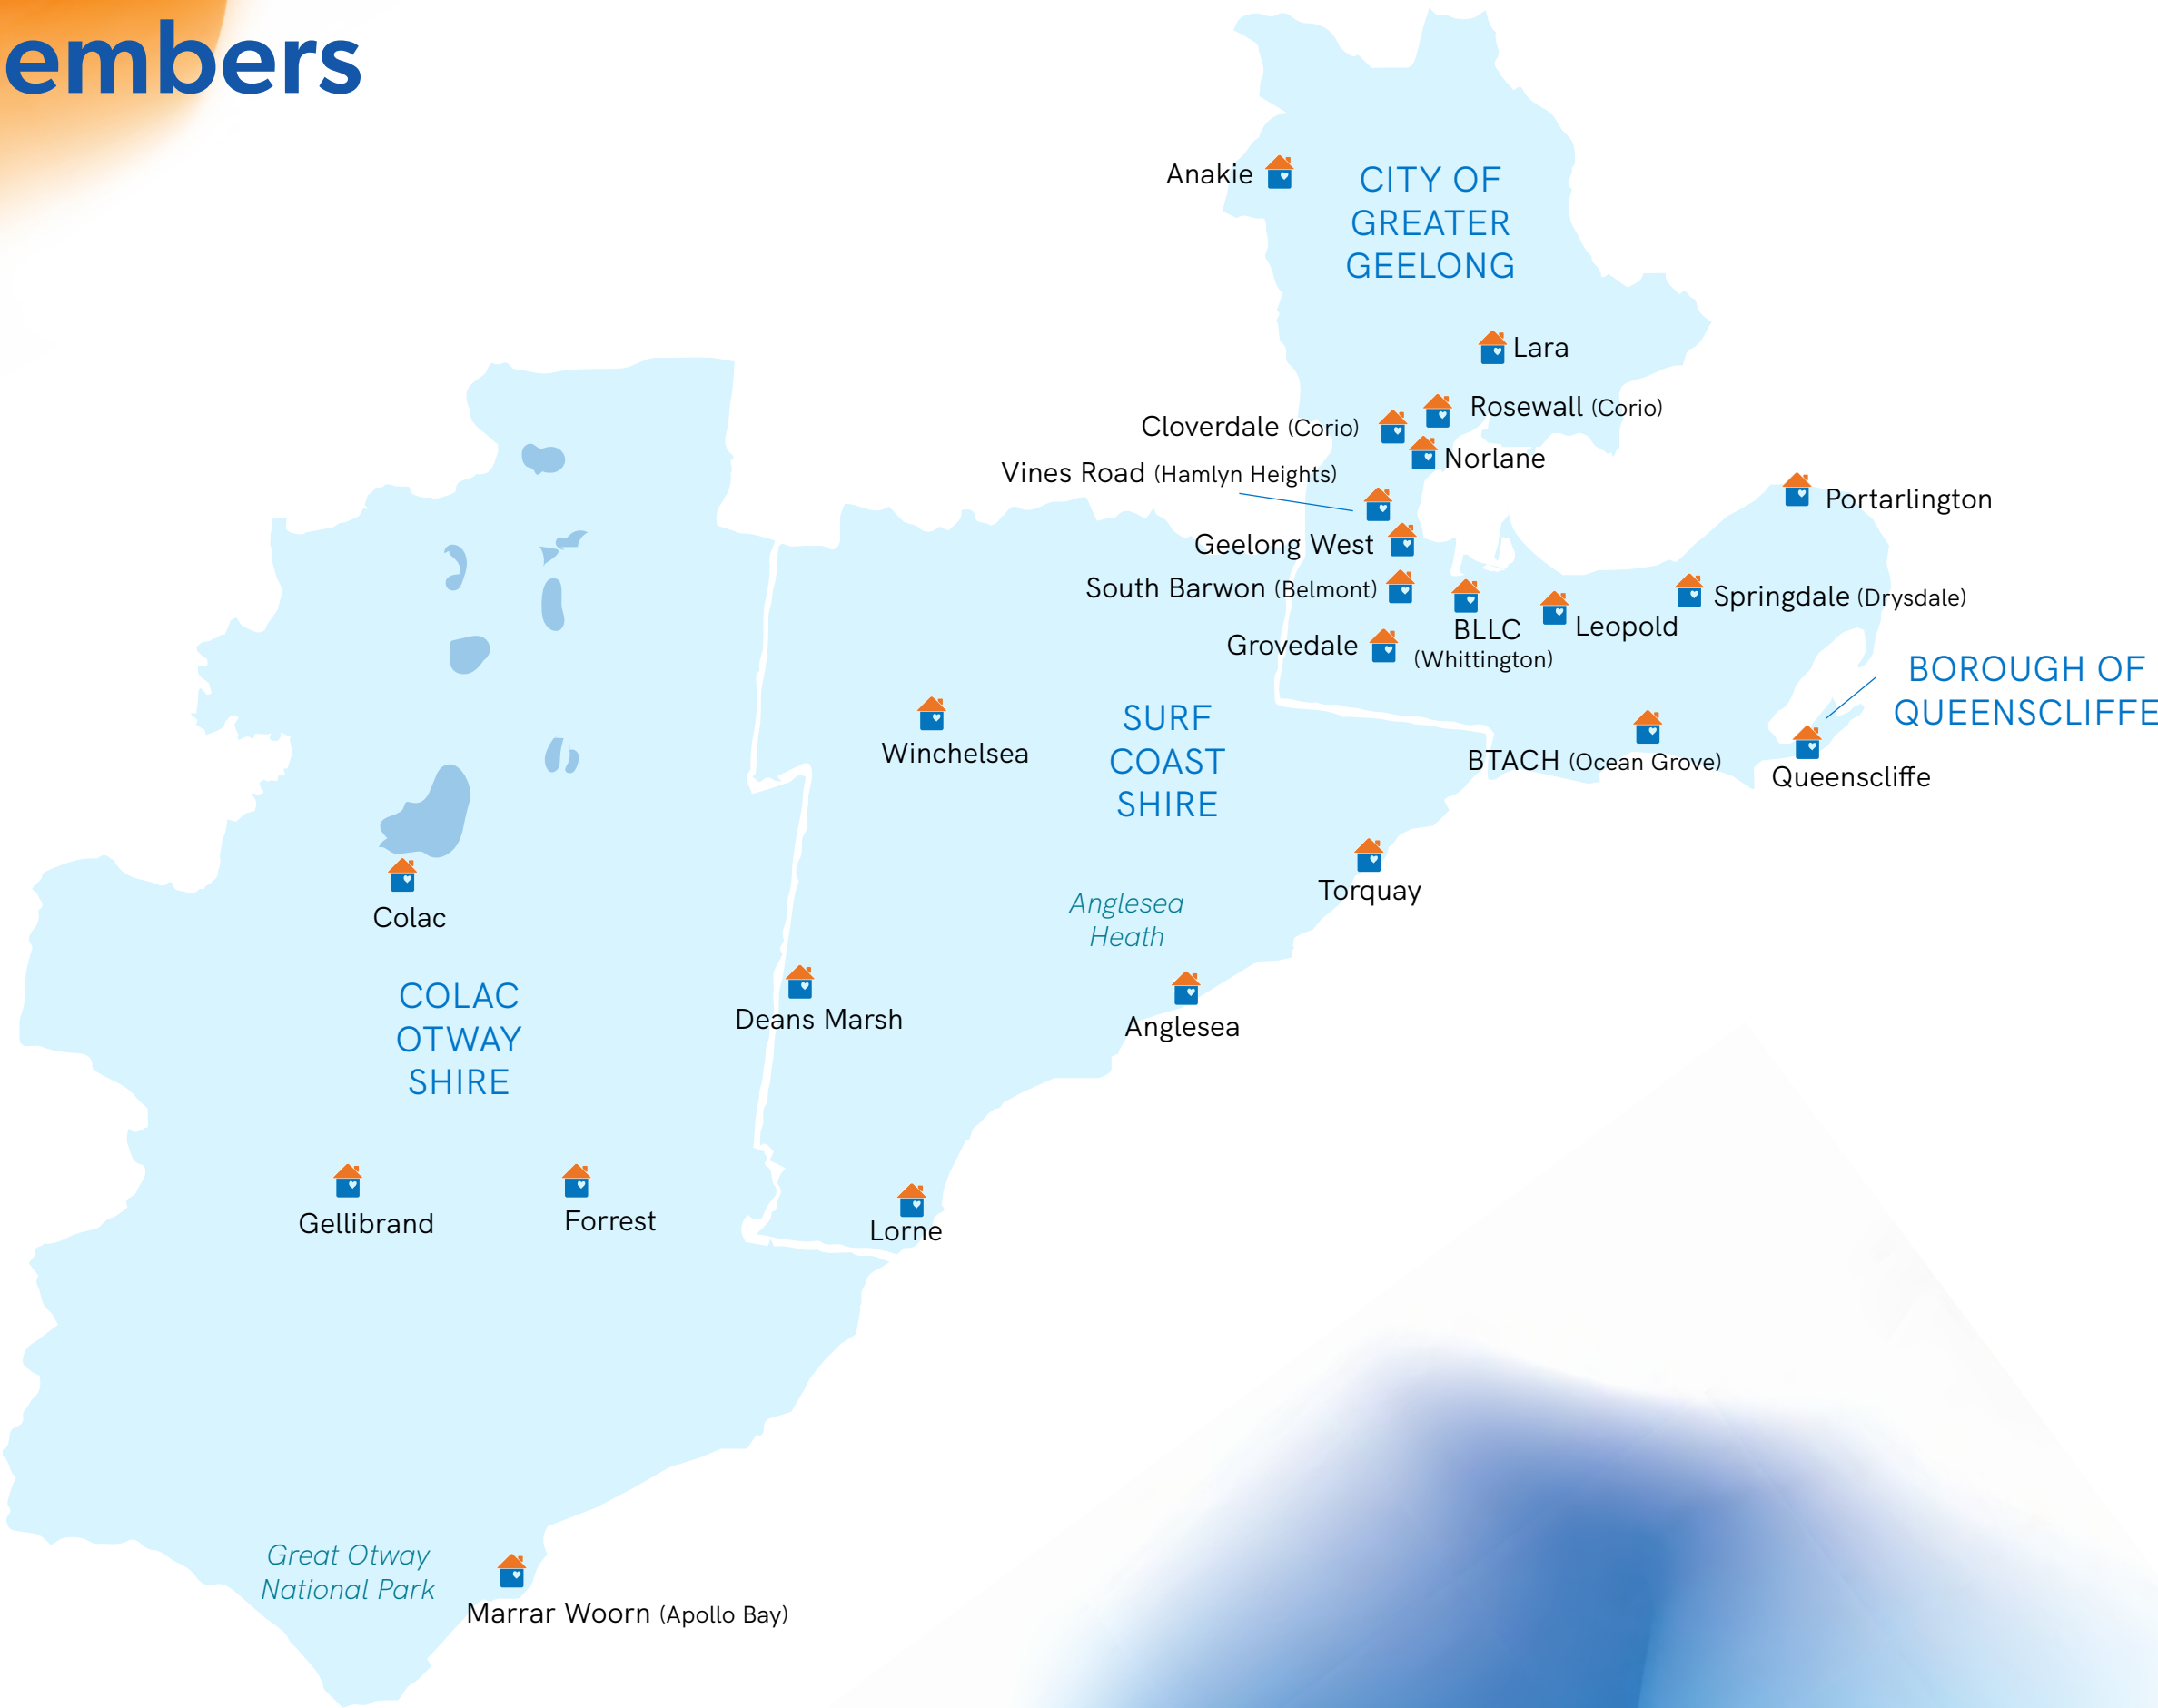 embers
Anakie
CITY OF
GREATER
GEELONG
Lara
Rosewall (Corio)
Cloverdale (Corio)
Norlane
Vines Road (Hamlyn Heights)
Portarlington
Geelong West
South Barwon (Belmont)
Springdale (Drysdale)
Leopold
BLLC
(Whittington)
Grovedale
BOROUGH OF
QUEENSCLIFFE
SURF
COAST
SHIRE
Winchelsea
BTACH (Ocean Grove)
Queenscliffe
Torquay
Anglesea
Heath
Colac
COLAC
OTWAY
SHIRE
Deans Marsh
Anglesea
Gellibrand
Forrest
Lorne
Great Otway
National Park
Marrar Woorn (Apollo Bay)